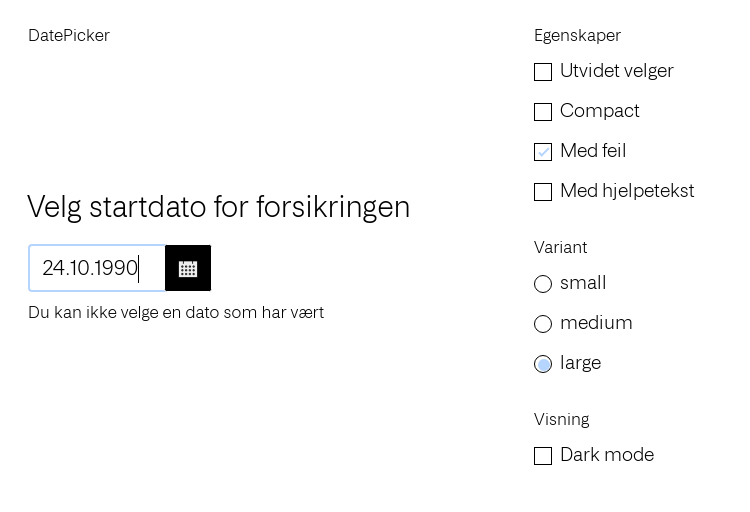 DatePicker
Velg startdato for forsikringen
24.10.1990
Du kan ikke velge en dato som har vært
Egenskaper
Utvidet velger
Compact
Med feil
Med hjelpetekst
Variant
small
medium
large
Visning
Dark mode